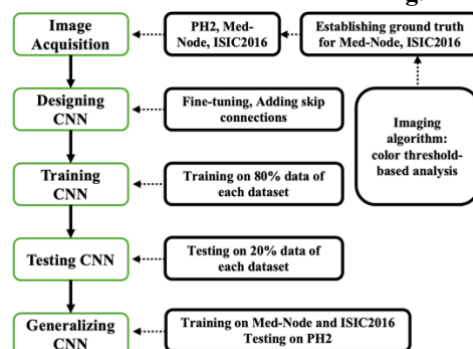 Image
Acquisition
PH2, Med-
Node, ISIC2016
Establishing ground truth
for Med-Node, ISIC2016
Designing
CNN
Fine-tuning, Adding skip
connections
Imaging
algorithm:
color threshold-
based analysis
Training
CNN
Training on 80% data of
each dataset
Testing CNN
Testing on 20% data of
each dataset
Generalizing
CNN
Training on Med-Node and ISIC2016
Testing on PH2